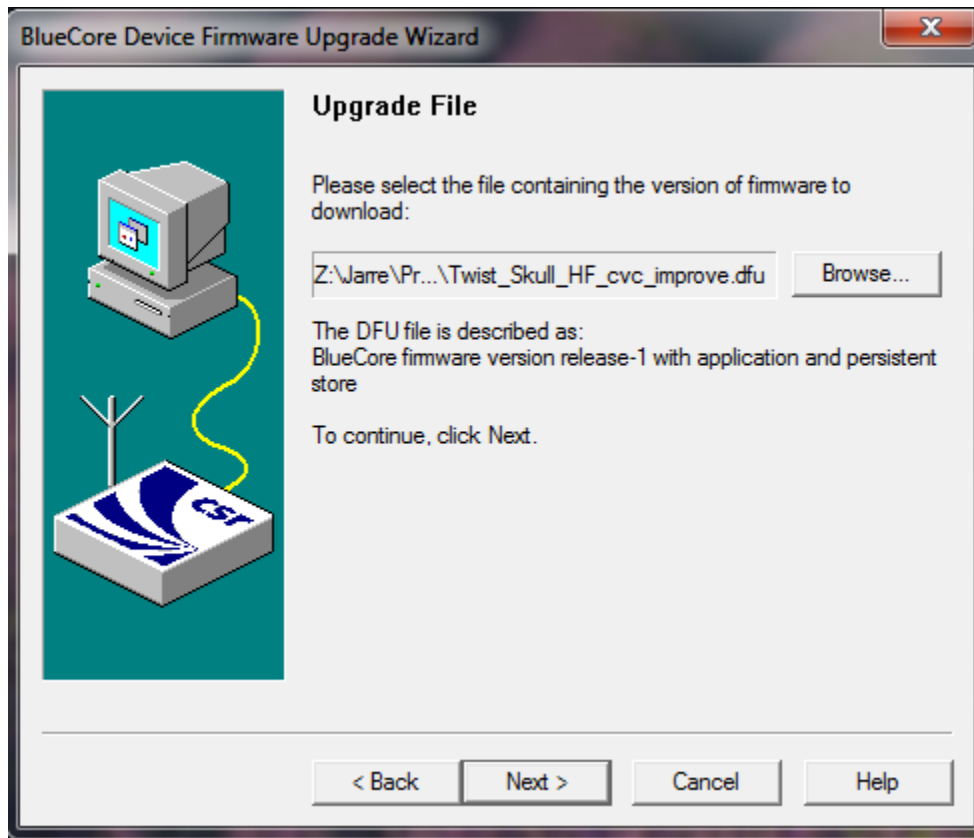 BlueCore Device Firmware Upgrade Wizard
x
Upgrade File
Please select the file containing the version of firmware to
download:
Z:\Jarre\Pr...\Twist_Skull_HF_cvc_improve.dfu
Browse...
The DFU file is described as:
BlueCore firmware version release-1 with application and persistent
store
To continue, click Next.
csr
< Back
Next >
Cancel
Help